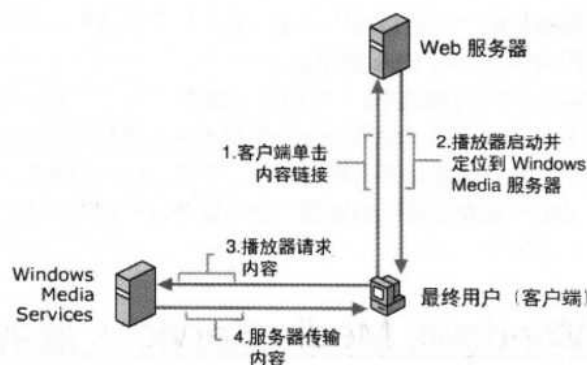 Web 服务器
1.客户端单击
内容链接
2.播放器启动并
定位到 Windows
Media 服务器
3.播放器请求
内容
Windows
Media
Services
最终用户（客户端）
4.服务器传输
内容